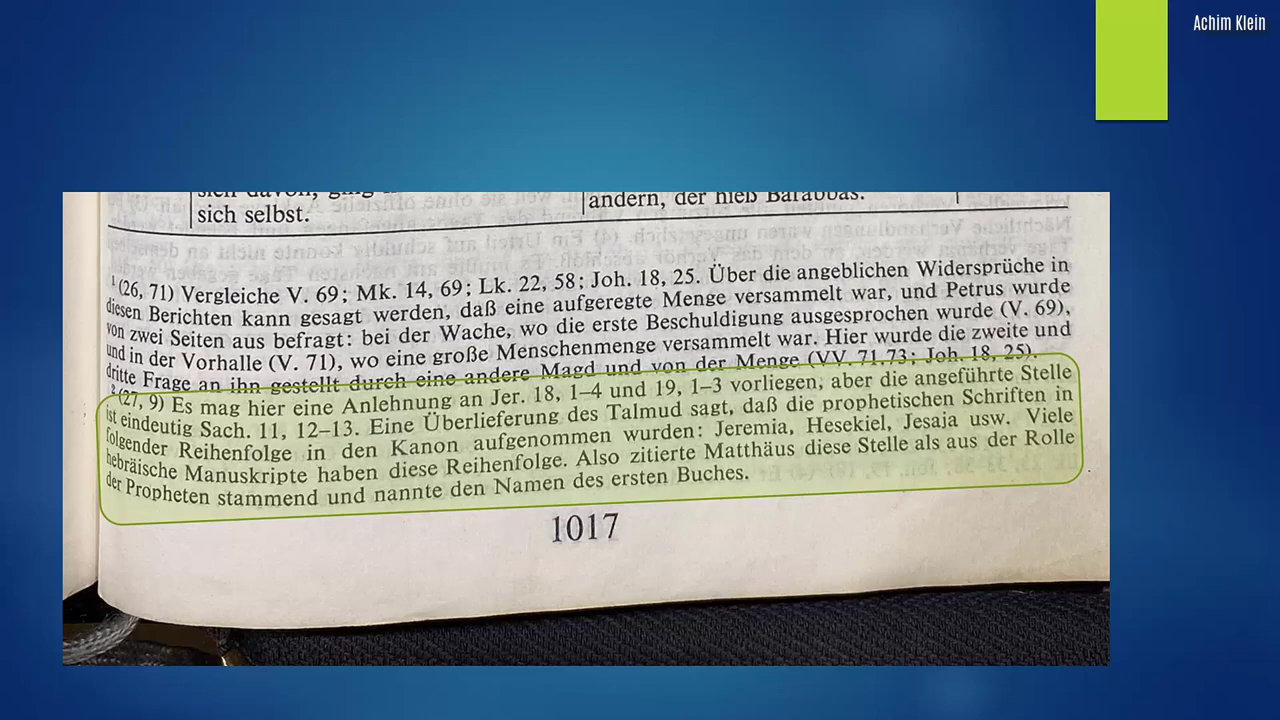 Achim Klein
sich davon, ging
sich selbst.
andern, der hieß Barabbas.
¹ (26, 71) Vergleiche V. 69; Mk. 14, 69; Lk. 22, 58; Joh. 18, 25. Über die angeblichen Widersprüche in
diesen Berichten kann gesagt werden, daß eine aufgeregte Menge versammelt war, und Petrus wurde
von zwei Seiten aus befragt: bei der Wache, wo die erste Beschuldigung ausgesprochen wurde (V. 69),
und in der Vorhalle (V. 71), wo eine große Menschenmenge versammelt war. Hier wurde die zweite und
dritte Frage an ihn gestellt durch eine andere Magd und von der Menge (VV. 71.73; Joh. 18, 25).
(27, 9) Es mag hier eine Anlehnung an Jer. 18, 1–4 und 19, 1–3 vorliegen, aber die angeführte Stelle
ist eindeutig Sach. 11, 12–13. Eine Überlieferung des Talmud sagt, daß die prophetischen Schriften in
folgender Reihenfolge in den Kanon aufgenommen wurden: Jeremia, Hesekiel, Jesaja usw. Viele
hebräische Manuskripte haben diese Reihenfolge. Also zitierte Matthäus diese Stelle als aus der Rolle
der Propheten stammend und nannte den Namen des ersten Buches.
1017